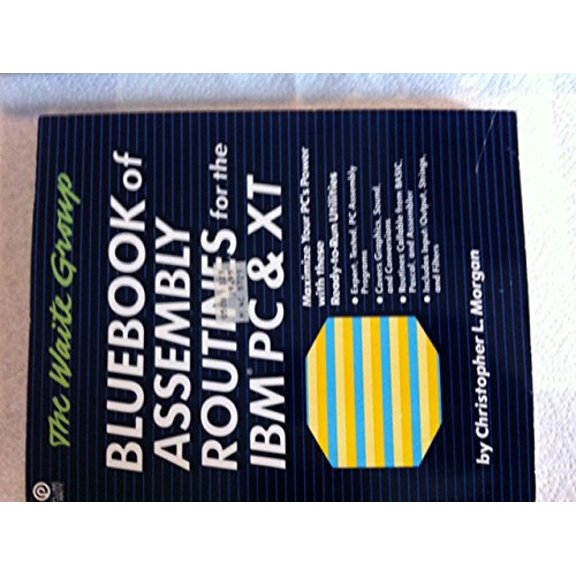 The Waite Group
BLUEBOOK of
ASSEMBLY
ROUTINES for the
IBM PC & XT
Maximize Your PC's Power
with these
Ready-to-Run Utilities
• Expert, Tested, PC Assembly
Programs
• Covers Graphics, Sound,
and Conversions
• Routines Callable from BASIC,
Pascal, and Assembler
• Includes Input/Output, Strings,
and Filters
by Christopher L. Morgan